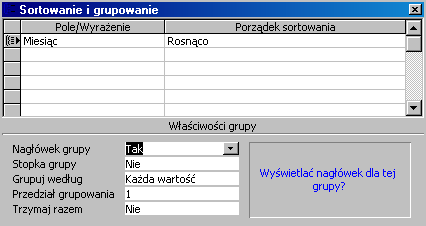 Sortowanie i grupowanie
Pole/Wyrażenie Porządek sortowania
Miesiąc Rosnąco
Właściwości grupy
Nagłówek grupy Tak
Stopka grupy Nie
Grupuj według Każda wartość
Przedział grupowania 1
Trzymaj razem Nie
Wyświetlać nagłówek dla tej
grupy?